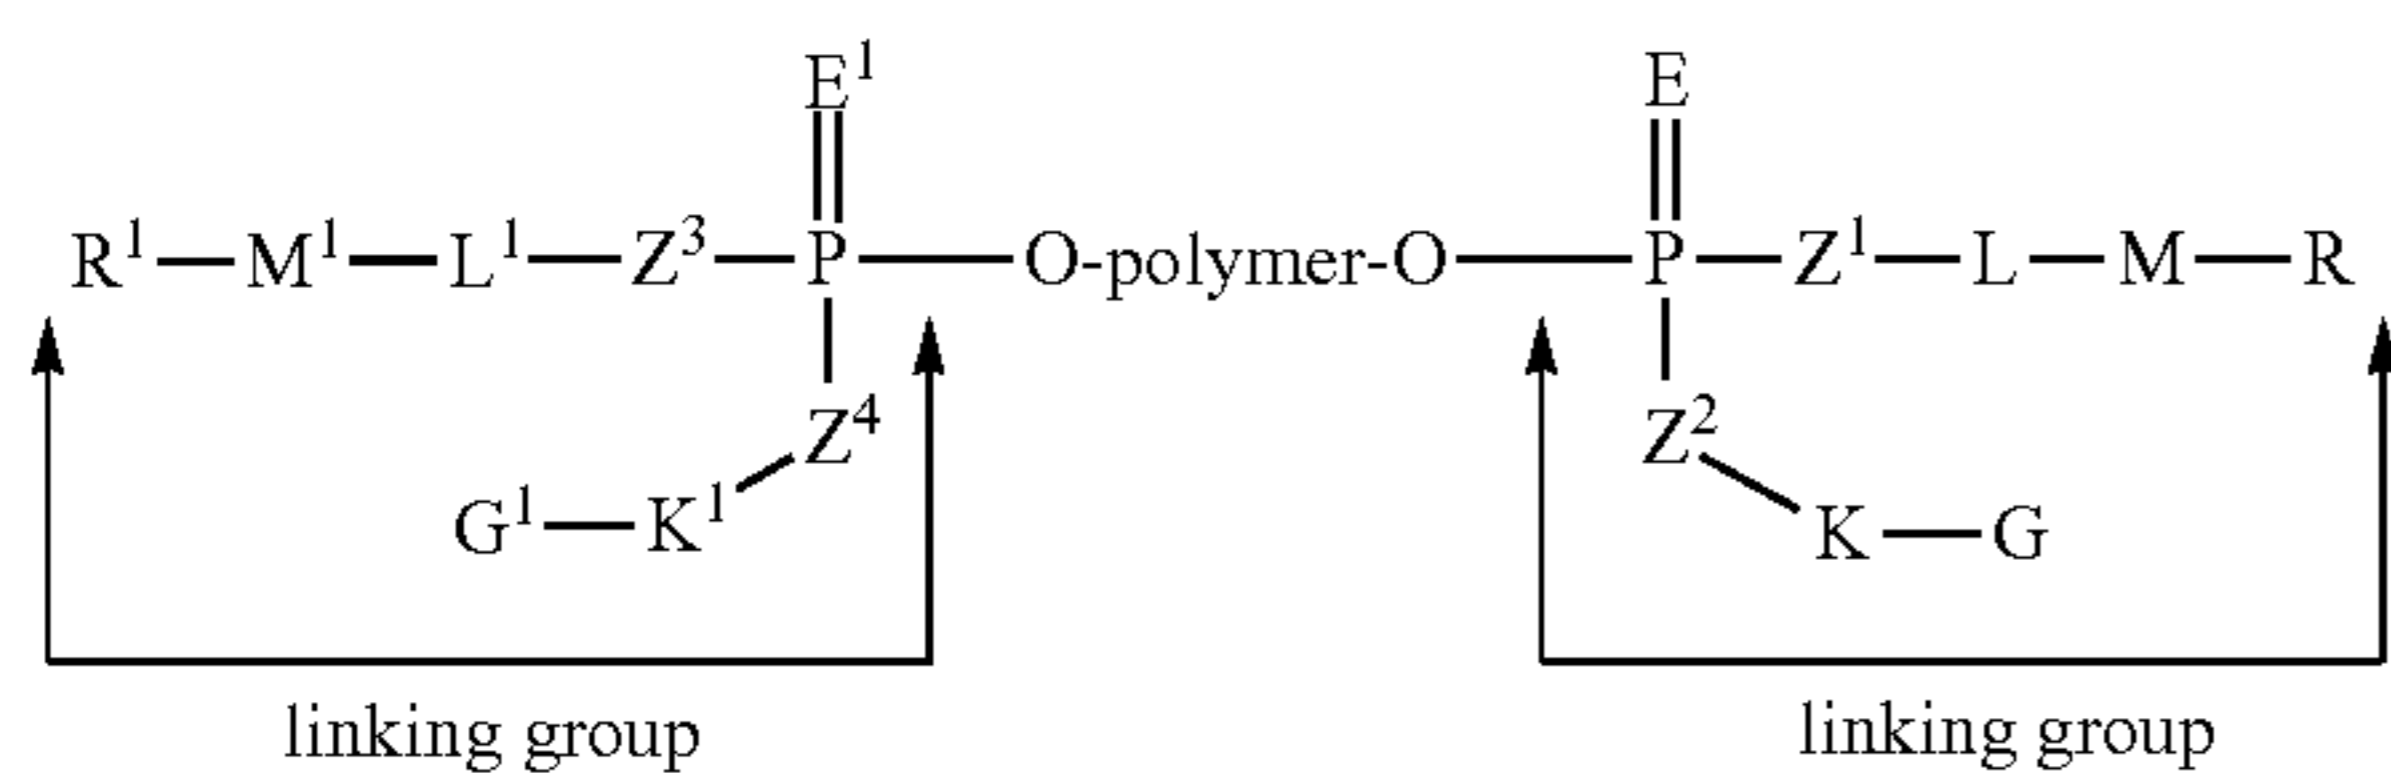 E¹ E
R¹—M¹—L¹—Z³—P—O-polymer-O—P—Z¹—L—M—R
Z⁴ Z²
G¹—K¹ K—G
linking group linking group